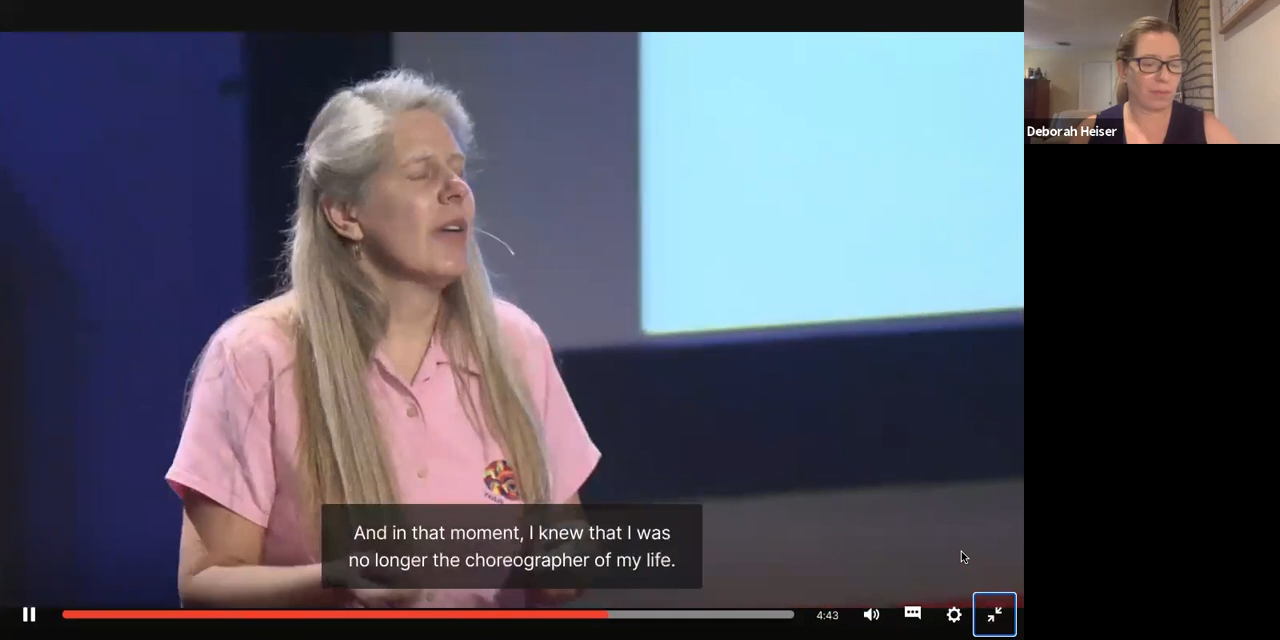 Deborah Heiser
And in that moment, I knew that I was
no longer the choreographer of my life.
4:43